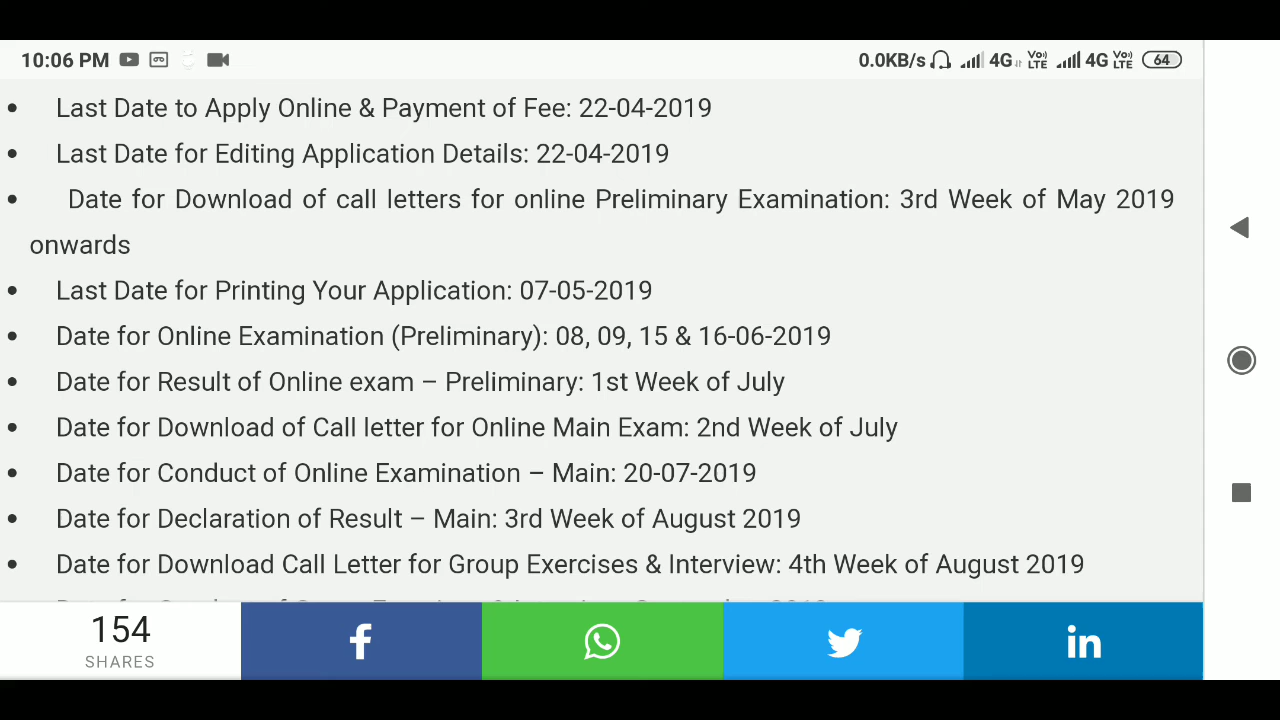 10:06 PM 0.0KB/s 4G Vo)) LTE 4G Vo)) LTE 64
• Last Date to Apply Online & Payment of Fee: 22-04-2019
• Last Date for Editing Application Details: 22-04-2019
• Date for Download of call letters for online Preliminary Examination: 3rd Week of May 2019
onwards
• Last Date for Printing Your Application: 07-05-2019
• Date for Online Examination (Preliminary): 08, 09, 15 & 16-06-2019
• Date for Result of Online exam – Preliminary: 1st Week of July
• Date for Download of Call letter for Online Main Exam: 2nd Week of July
• Date for Conduct of Online Examination – Main: 20-07-2019
• Date for Declaration of Result – Main: 3rd Week of August 2019
• Date for Download Call Letter for Group Exercises & Interview: 4th Week of August 2019
154
SHARES